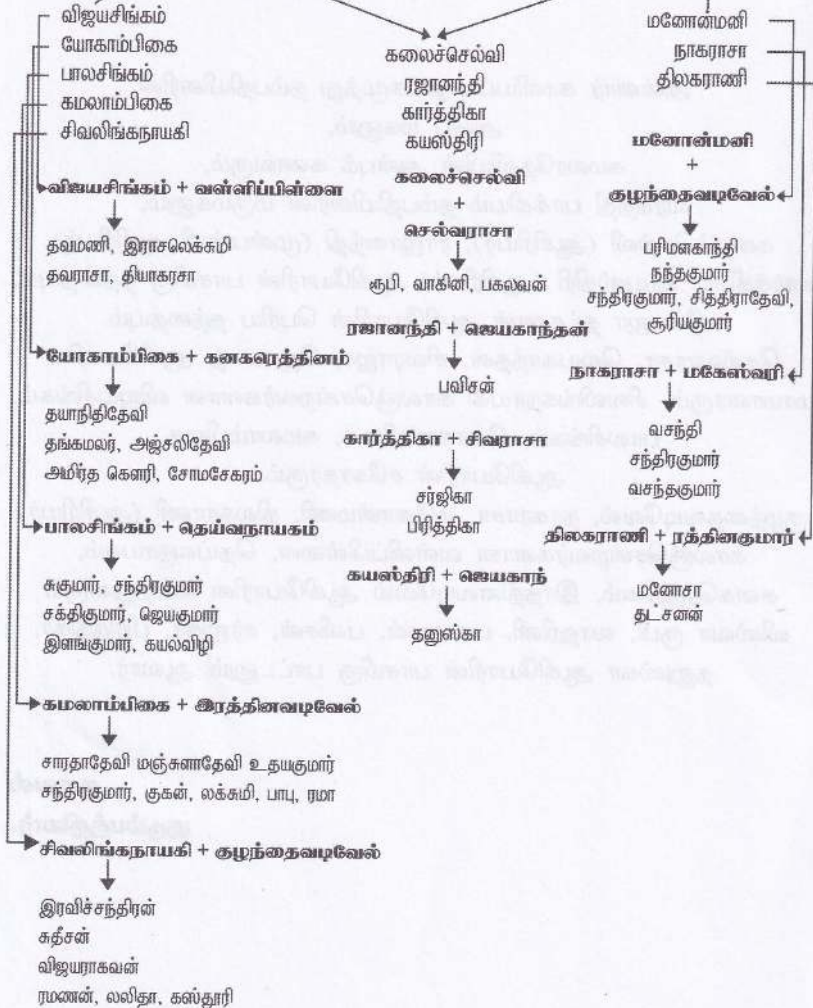 விஜயசிங்கம்
யோகாம்பிகை
பாலசிங்கம்
கமலாம்பிகை
சிவலிங்கநாயகி
விஜயசிங்கம் + வள்ளிப்பிள்ளை
தவமணி, இராசலெக்சுமி
தவராசா, தியாகரசா
யோகாம்பிகை + கனகரெத்தினம்
தயாநிதிதேவி
தங்கமலர், அஞ்சலிதேவி
அமிர்த கௌரி, சோமசேகரம்
பாலசிங்கம் + தெய்வநாயகம்
சுகுமார், சந்திரகுமார்
சக்திகுமார், ஜெயகுமார்
இளங்குமார், கயல்விழி
கமலாம்பிகை + இரத்தினவடிவேல்
சாரதாதேவி மஞ்சுளாதேவி உதயகுமார்
சந்திரகுமார், குகன், லக்சுமி, பாபு, ரமா
சிவலிங்கநாயகி + குழந்தைவடிவேல்
இரவிச்சந்திரன்
சுதீசன்
விஜயராகவன்
ரமணன், லலிதா, கஸ்தூரி
கலைச்செல்வி
ரஜானந்தி
கார்த்திகா
கயஸ்திரி
கலைச்செல்வி
+
செல்வராசா
ரூபி, வாகினி, பகலவன்
ரஜானந்தி + ஜெயகாந்தன்
பவிசன்
கார்த்திகா + சிவராசா
சர்ஜிகா
பிரித்திகா
கயஸ்திரி + ஜெயகாந்
தனுஸ்கா
மனோன்மனி
நாகராசா
திலகராணி
மனோன்மனி
+
குழந்தைவடிவேல்
பரிமளகாந்தி
நந்தகுமார்
சந்திரகுமார், சித்திராதேவி,
சூரியகுமார்
நாகராசா + மகேஸ்வரி
வசந்தி
சந்திரகுமார்
வசந்தகுமார்
திலகராணி + ரத்தினகுமார்
மனோசா
தட்சனன்